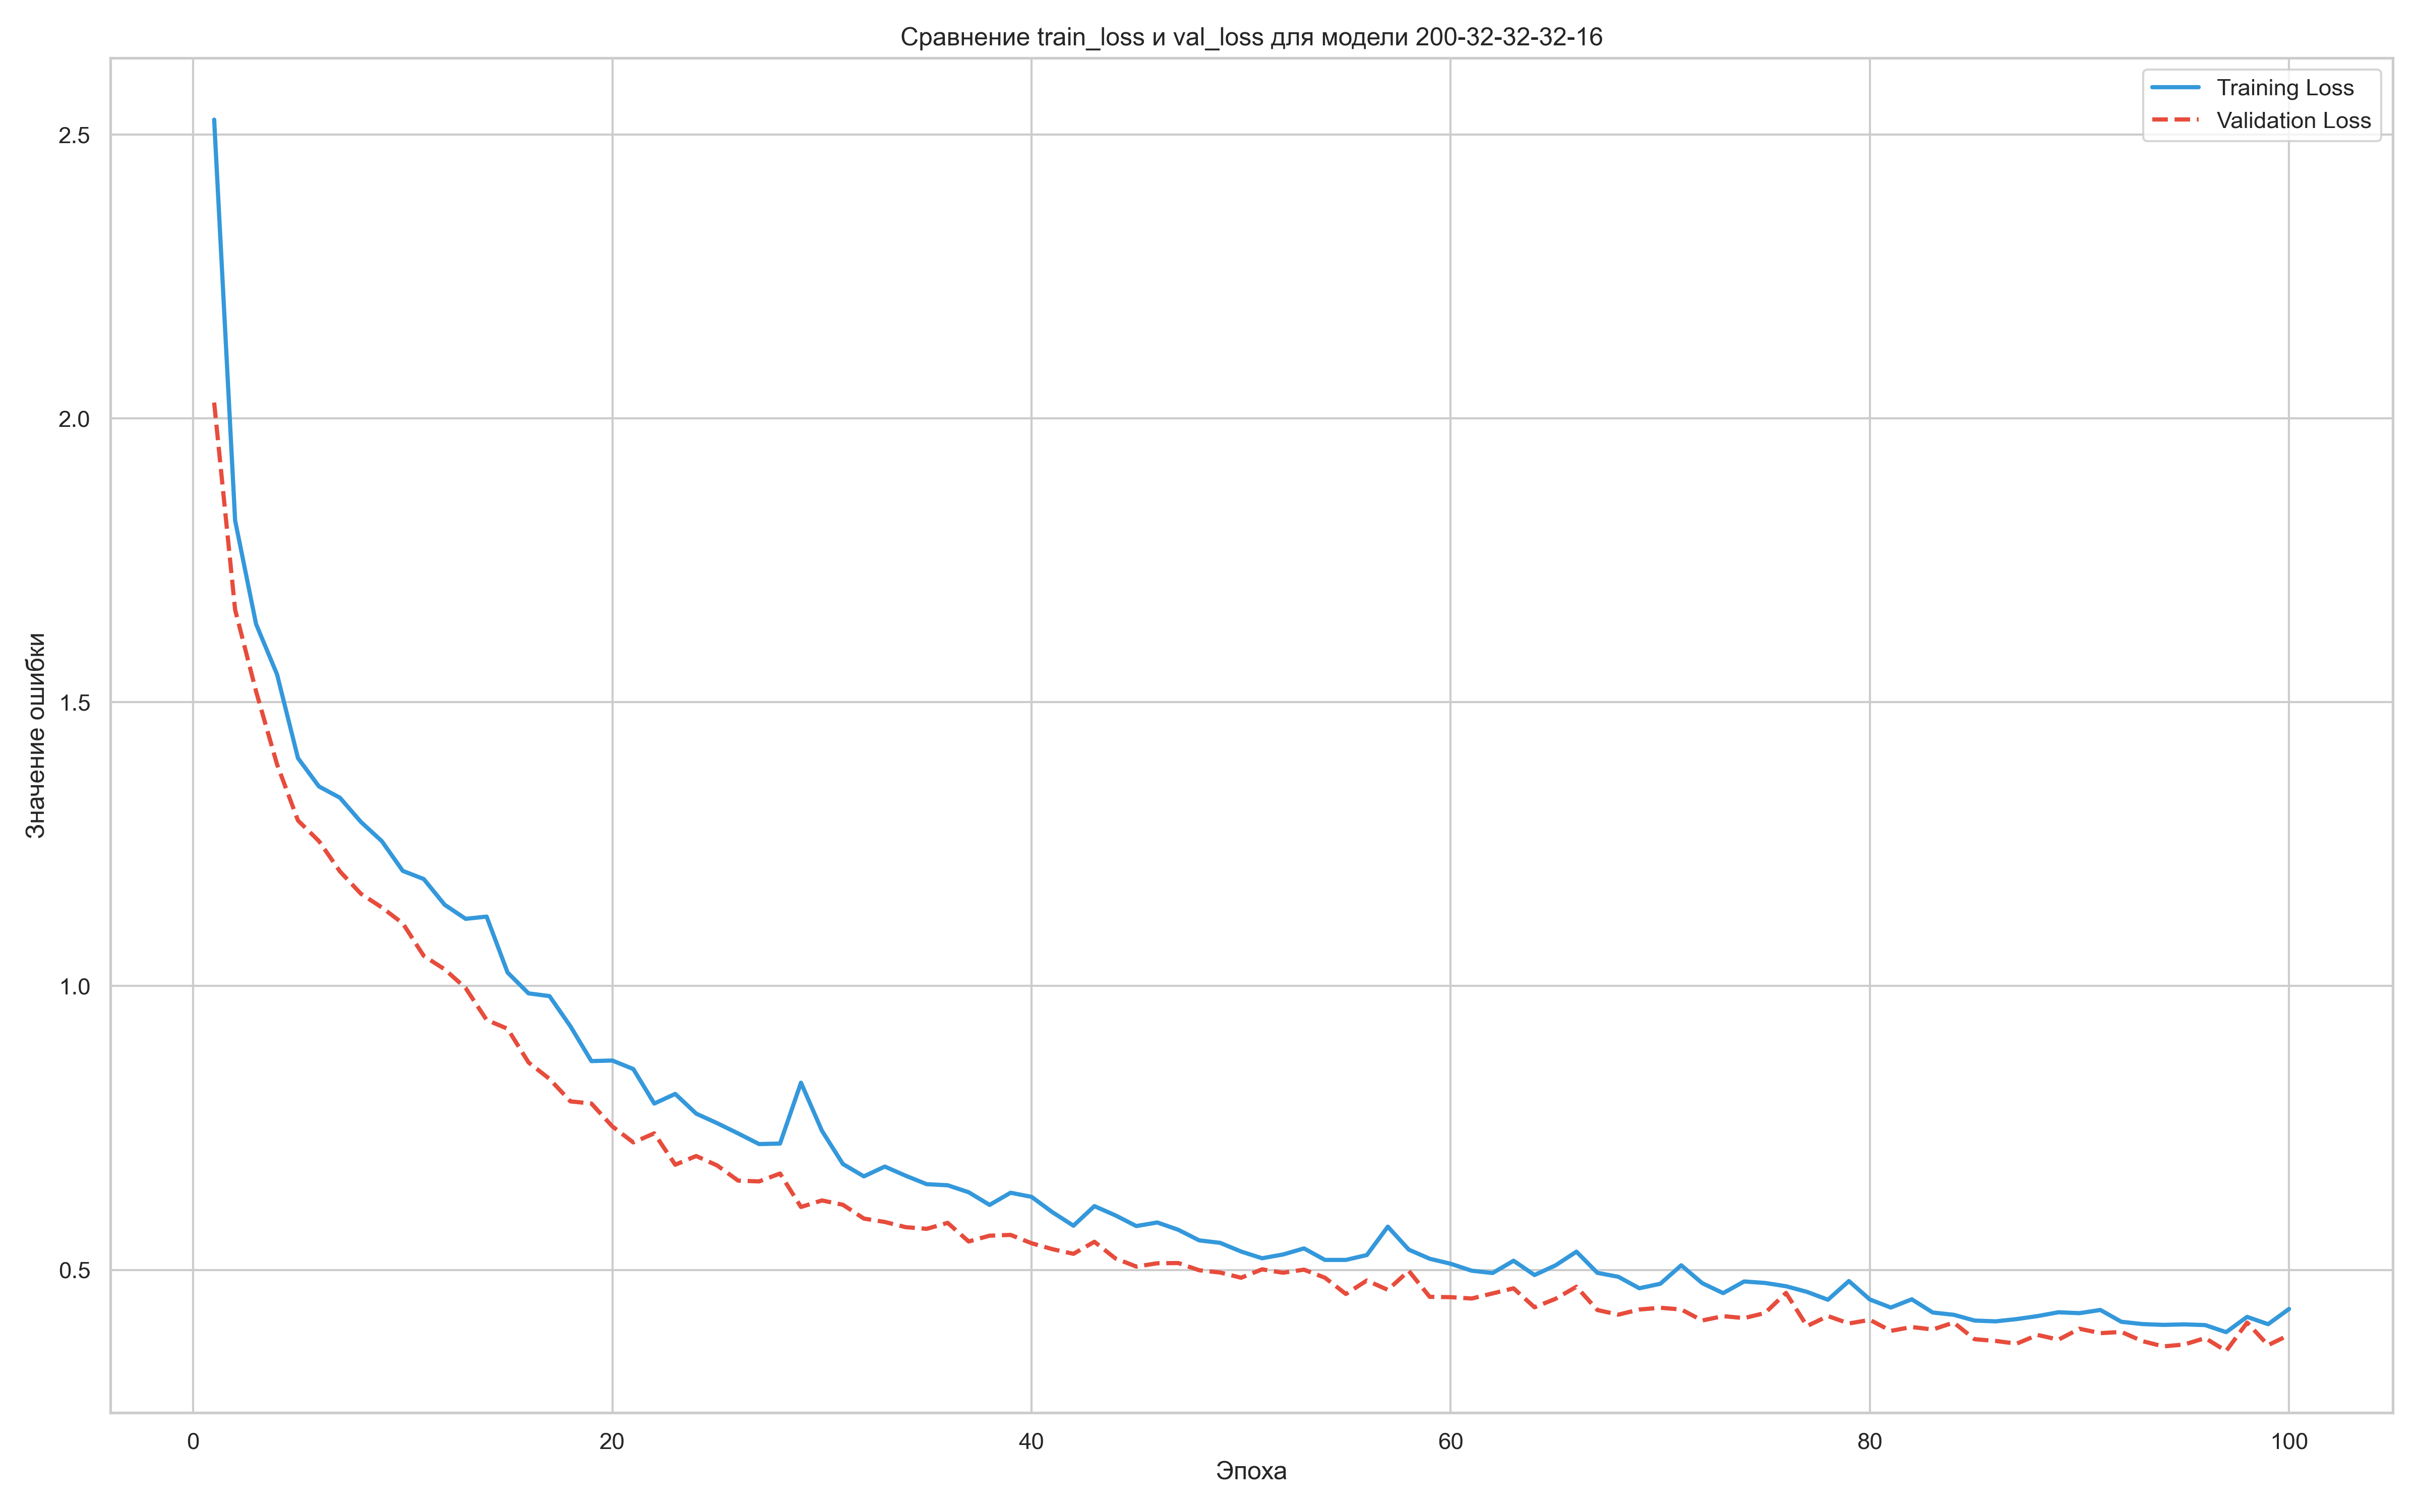 Сравнение train_loss и val_loss для модели 200-32-32-32-16
Training Loss
Validation Loss
Значение ошибки
2.5
2.0
1.5
1.0
0.5
0
20
40
60
80
100
Эпоха